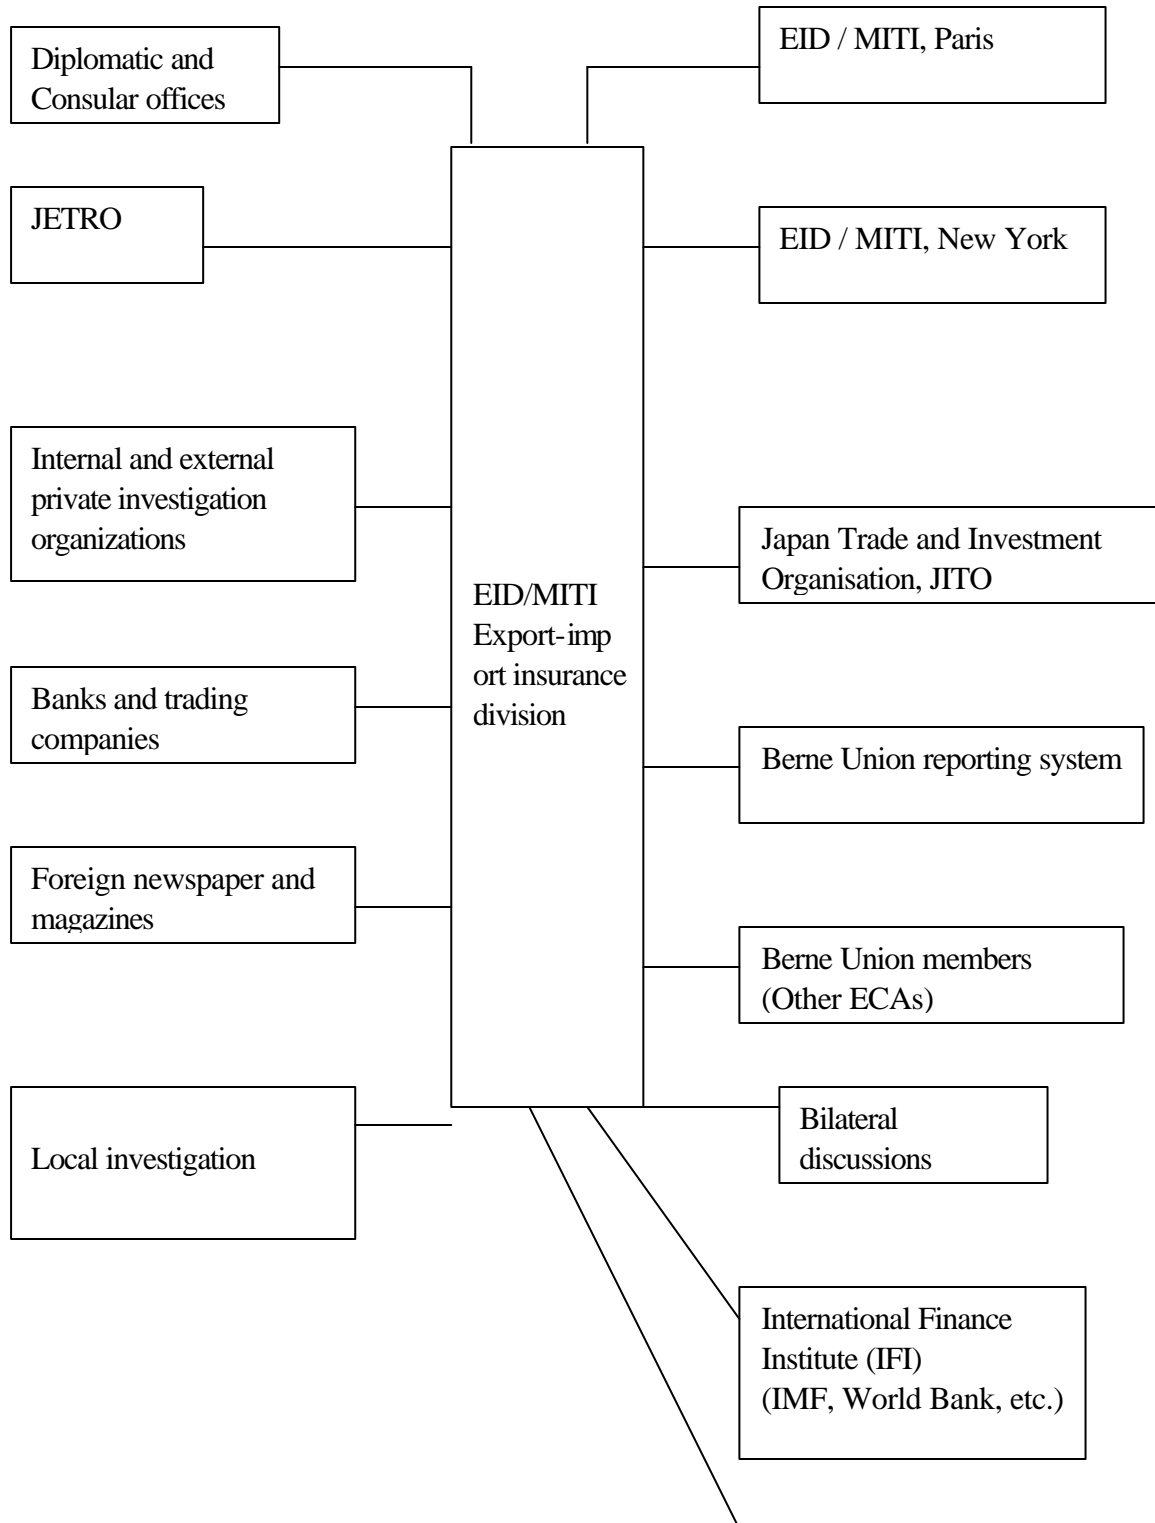 Diplomatic and
Consular offices
EID / MITI, Paris
JETRO
EID / MITI, New York
Internal and external
private investigation
organizations
Japan Trade and Investment
Organisation, JITO
EID/MITI
Export-imp
ort insurance
division
Banks and trading
companies
Berne Union reporting system
Foreign newspaper and
magazines
Berne Union members
(Other ECAs)
Local investigation
Bilateral
discussions
International Finance
Institute (IFI)
(IMF, World Bank, etc.)